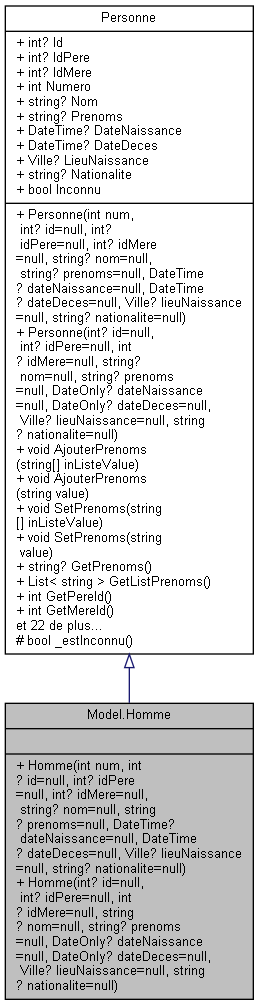 Personne
+ int? Id
+ int? IdPere
+ int? IdMere
+ int Numero
+ string? Nom
+ string? Prenoms
+ DateTime? DateNaissance
+ DateTime? DateDeces
+ Ville? LieuNaissance
+ string? Nationalite
+ bool Inconnu
+ Personne(int num,
int? id=null, int?
idPere=null, int? idMere
=null, string? nom=null,
string? prenoms=null, DateTime
? dateNaissance=null, DateTime
? dateDeces=null, Ville? lieuNaissance
=null, string? nationalite=null)
+ Personne(int? id=null,
int? idPere=null, int
? idMere=null, string?
nom=null, string? prenoms
=null, DateOnly? dateNaissance
=null, DateOnly? dateDeces=null,
Ville? lieuNaissance=null, string
? nationalite=null)
+ void AjouterPrenoms
(string[] inListeValue)
+ void AjouterPrenoms
(string value)
+ void SetPrenoms(string
[] inListeValue)
+ void SetPrenoms(string
value)
+ string? GetPrenoms()
+ List< string > GetListPrenoms()
+ int GetPereId()
+ int GetMereId()
et 22 de plus...
# bool _estInconnu()
Model.Homme
+ Homme(int num, int
? id=null, int? idPere
=null, int? idMere=null,
string? nom=null, string
? prenoms=null, DateTime?
dateNaissance=null, DateTime
? dateDeces=null, Ville? lieuNaissance
=null, string? nationalite=null)
+ Homme(int? id=null,
int? idPere=null, int
? idMere=null, string
? nom=null, string? prenoms
=null, DateOnly? dateNaissance
=null, DateOnly? dateDeces=null,
Ville? lieuNaissance=null, string
? nationalite=null)